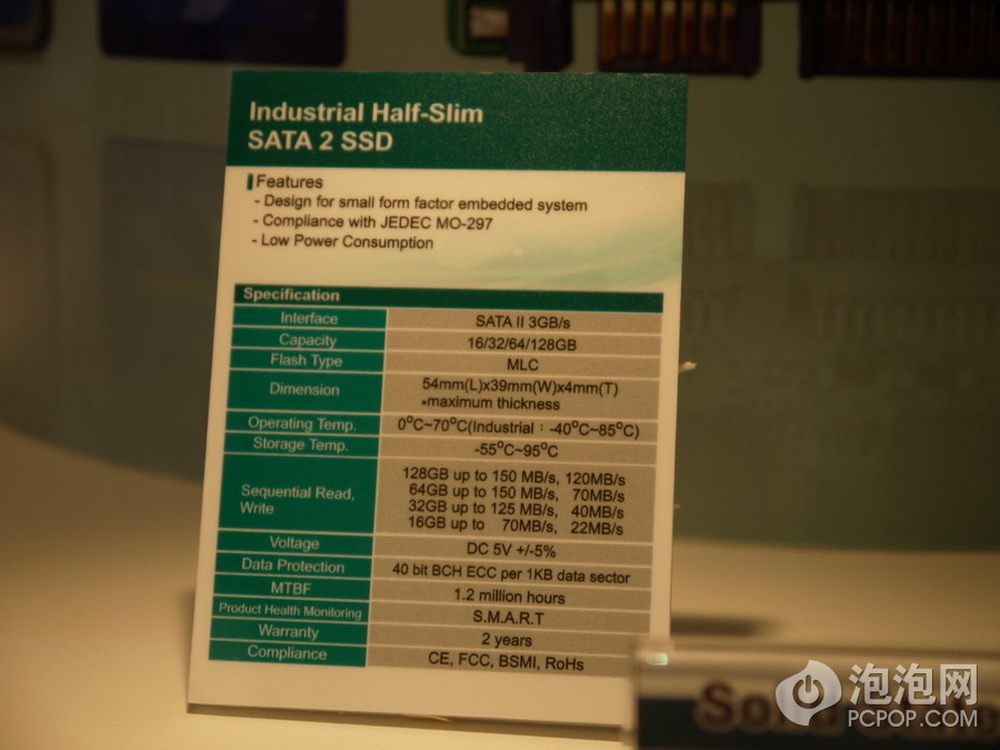 Industrial Half-Slim
SATA 2 SSD
Features
- Design for small form factor embedded system
- Compliance with JEDEC MO-297
- Low Power Consumption
Specification
Interface SATA II 3GB/s
Capacity 16/32/64/128GB
Flash Type MLC
Dimension 54mm(L)x39mm(W)x4mm(T)
•maximum thickness
Operating Temp. 0°C~70°C(Industrial：-40°C~85°C)
Storage Temp. -55°C~95°C
Sequential Read, Write 128GB up to 150 MB/s, 120MB/s
64GB up to 150 MB/s, 70MB/s
32GB up to 125 MB/s, 40MB/s
16GB up to 70MB/s, 22MB/s
Voltage DC 5V +/-5%
Data Protection 40 bit BCH ECC per 1KB data sector
MTBF 1.2 million hours
Product Health Monitoring S.M.A.R.T
Warranty 2 years
Compliance CE, FCC, BSMI, RoHs
泡泡网
PCPOP.COM